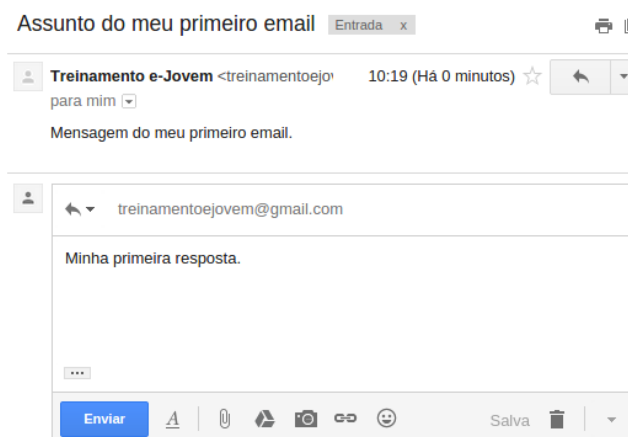 Assunto do meu primeiro email Entrada x
Treinamento e-Jovem <treinamentoejov 10:19 (Há 0 minutos)
para mim
Mensagem do meu primeiro email.
treinamentoejovem@gmail.com
Minha primeira resposta.
Enviar A Salva